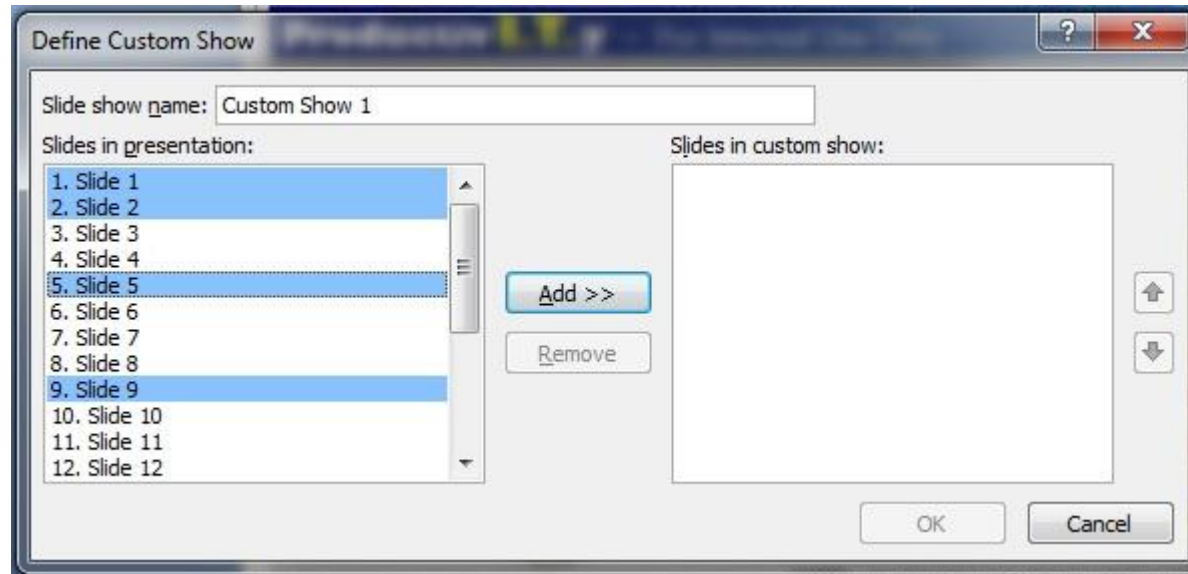 Define Custom Show
?
X
Slide show name: Custom Show 1
Slides in presentation:
Slides in custom show:
1. Slide 1
2. Slide 2
3. Slide 3
4. Slide 4
5. Slide 5
6. Slide 6
7. Slide 7
8. Slide 8
9. Slide 9
10. Slide 10
11. Slide 11
12. Slide 12
Add >>
Remove
OK
Cancel